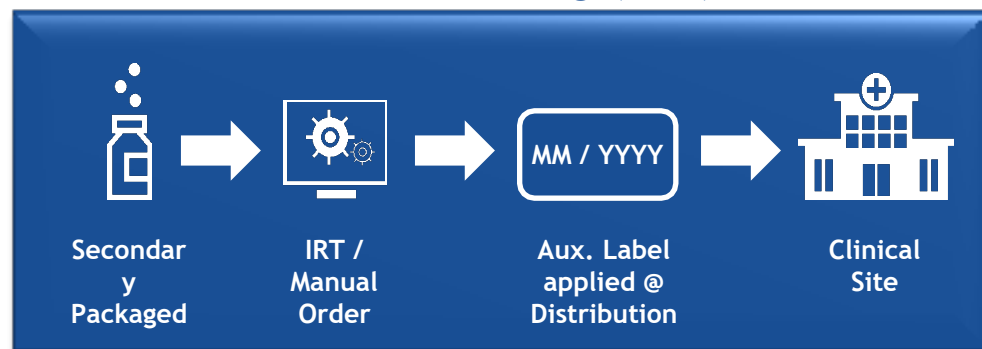 MM / YYYY
Secondar
y
Packaged
IRT /
Manual
Order
Aux. Label
applied @
Distribution
Clinical
Site